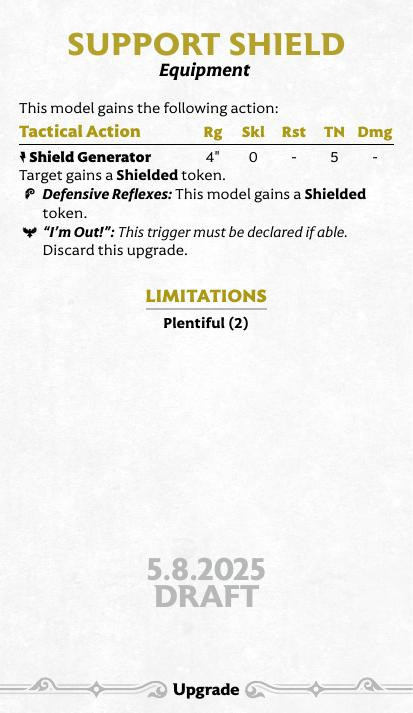 SUPPORT SHIELD
Equipment
This model gains the following action:
Tactical Action Rg Skl Rst TN Dmg
Shield Generator 4" 0 - 5 -
Target gains a Shielded token.
Defensive Reflexes: This model gains a Shielded
token.
“I’m Out!”: This trigger must be declared if able.
Discard this upgrade.
LIMITATIONS
Plentiful (2)
5.8.2025
DRAFT
Upgrade